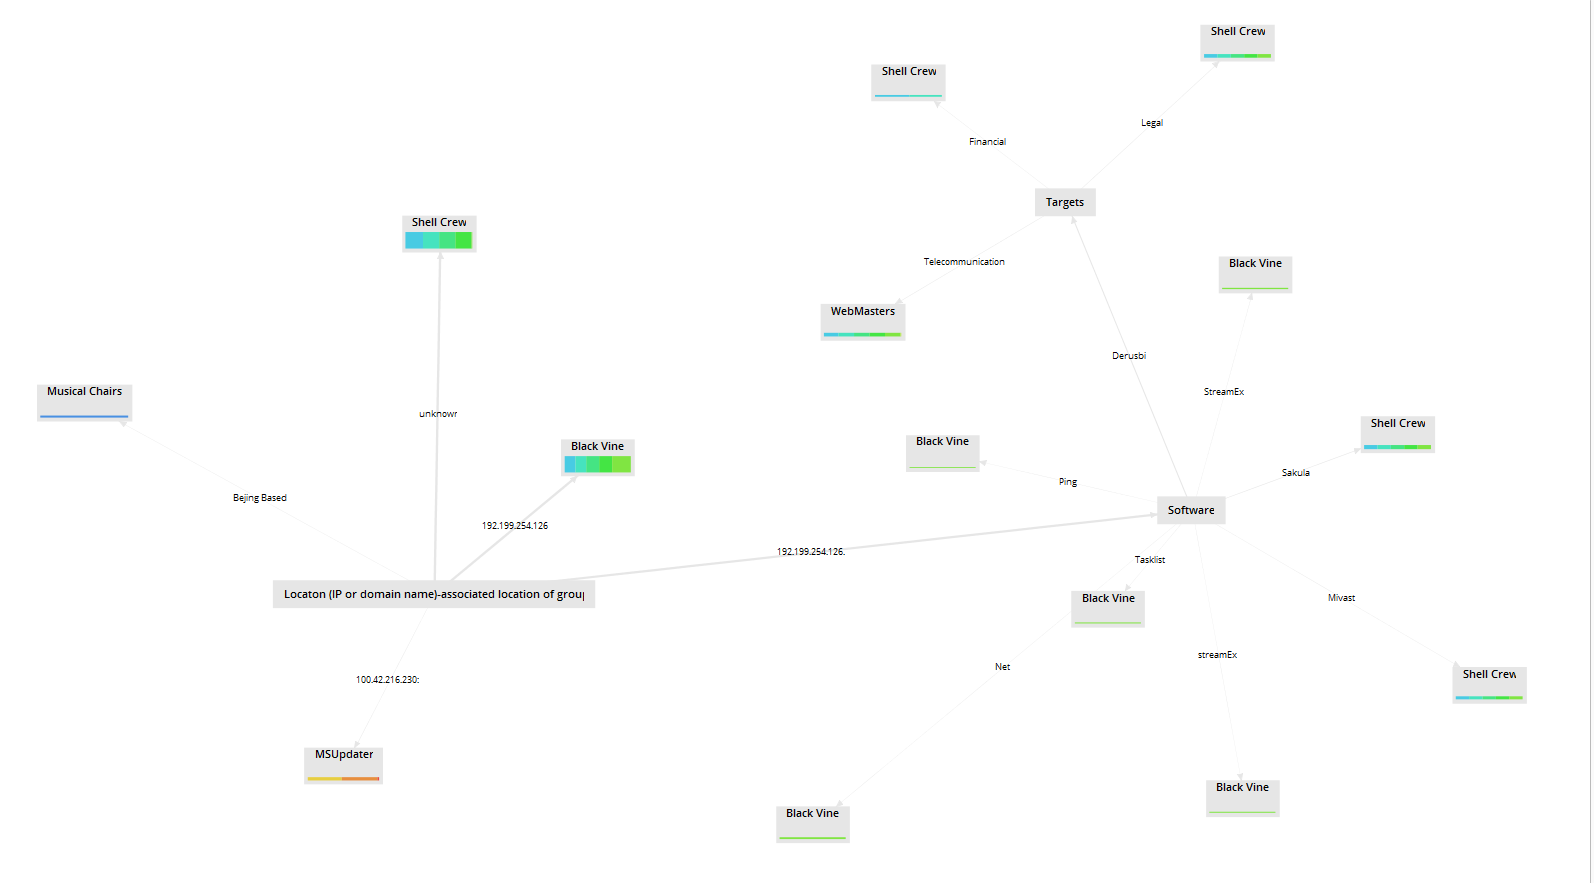 Shell Crew
Shell Crew
Legal
Financial
Targets
Shell Crew
Telecommunication
Black Vine
WebMasters
Derusbi
Musical Chairs
StreamEx
unknowr
Shell Crew
Black Vine
Black Vine
Sakula
Ping
Bejing Based
Software
192.199.254.126
192.199.254.126.
Tasklist
Locaton (IP or domain name)-associated location of grou
Black Vine
Mivast
streamEx
Net
Shell Crew
100.42.216.230:
MSUpdater
Black Vine
Black Vine